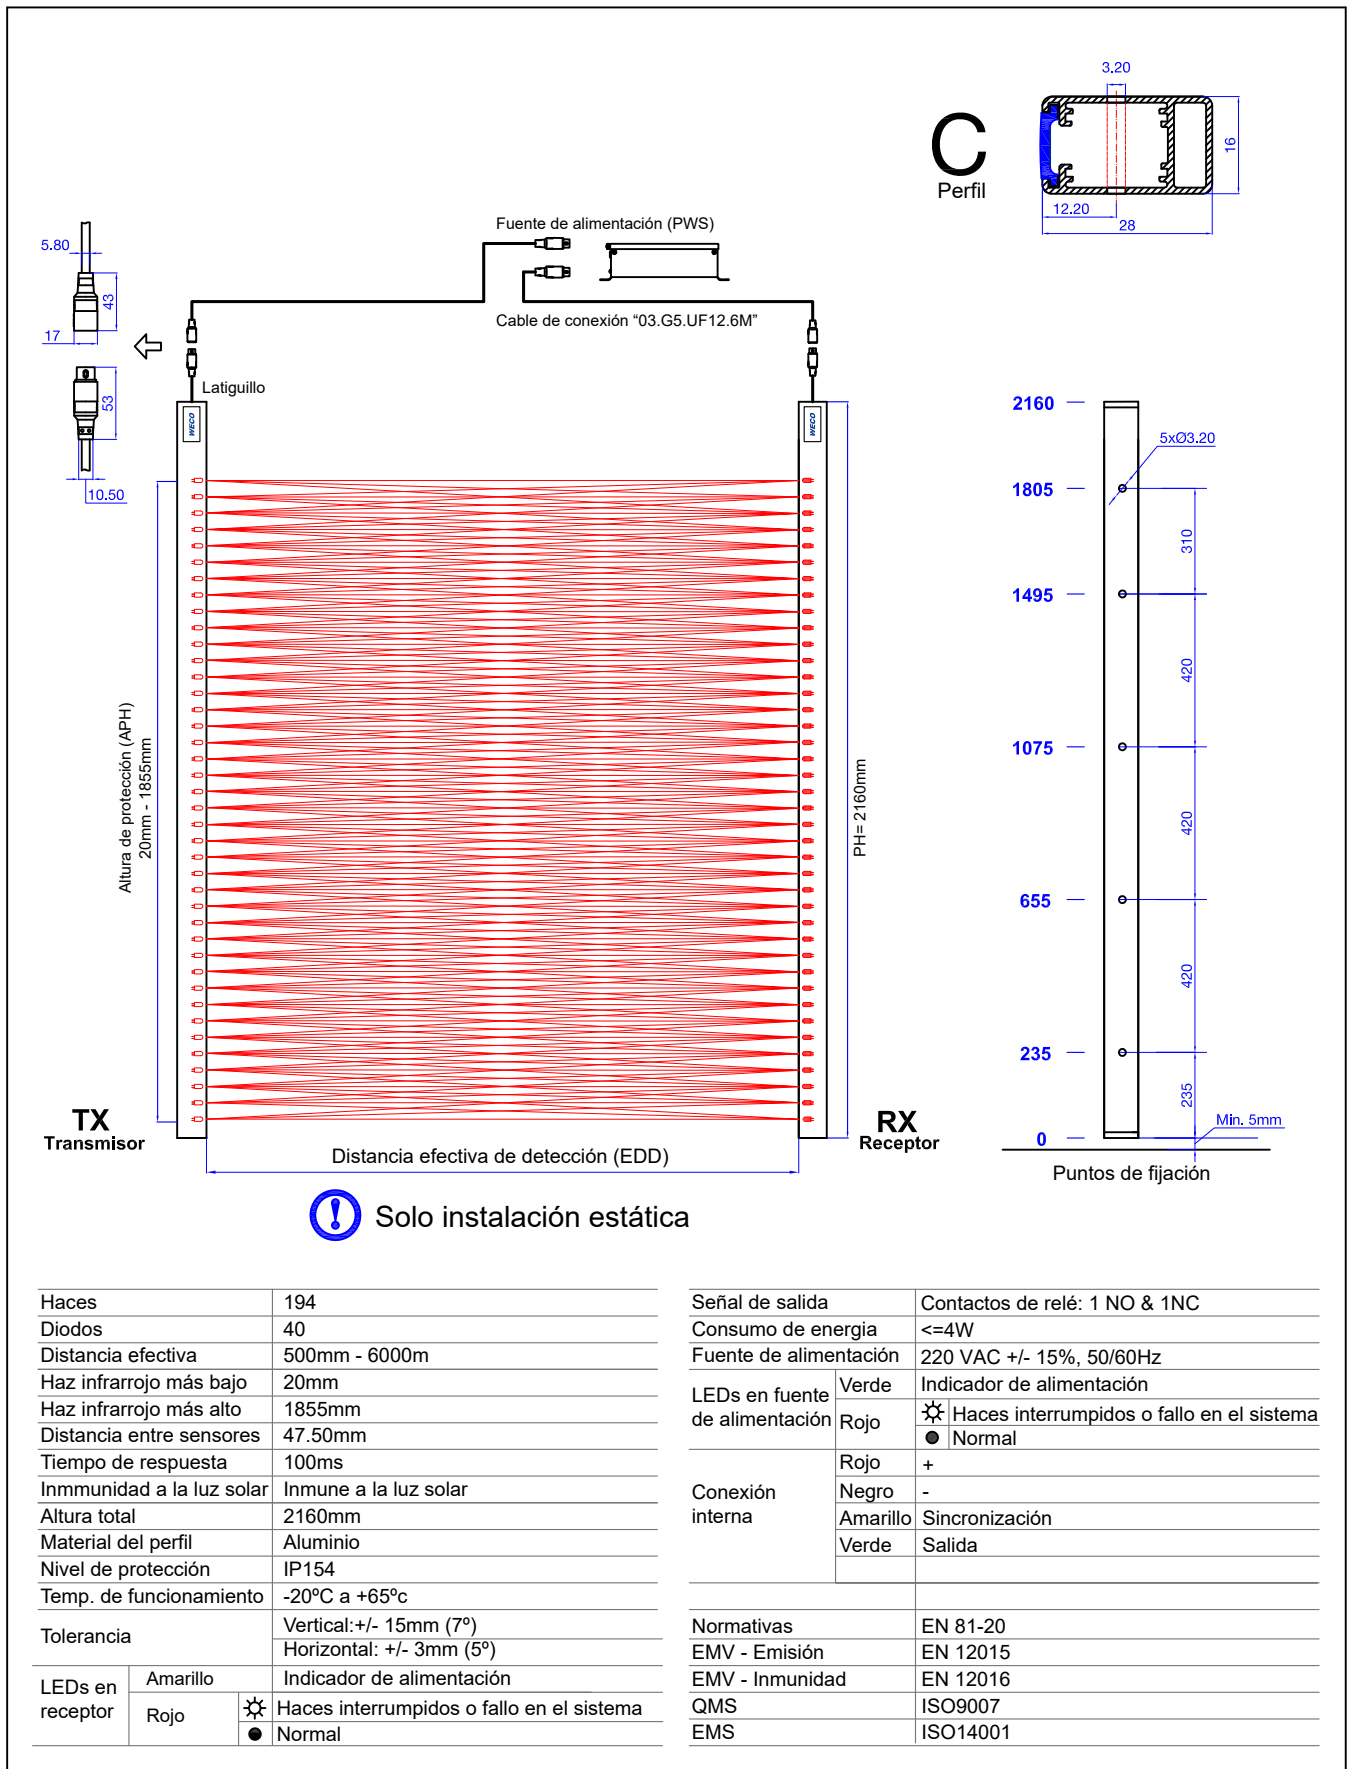 3.20
C
Perfil
16
12.20
28
Fuente de alimentación (PWS)
5.80
43
17
Cable de conexión “03.G5.UF12.6M”
Latiguillo
53
10.50
WECO
WECO
Altura de protección (APH)
20mm - 1855mm
PH= 2160mm
2160
5xØ3.20
1805
310
1495
420
1075
420
655
420
235
235
Min. 5mm
0
Puntos de fijación
TX
Transmisor
RX
Receptor
Distancia efectiva de detección (EDD)
! Solo instalación estática
Haces 194
Diodos 40
Distancia efectiva 500mm - 6000m
Haz infrarrojo más bajo 20mm
Haz infrarrojo más alto 1855mm
Distancia entre sensores 47.50mm
Tiempo de respuesta 100ms
Inmmunidad a la luz solar Inmune a la luz solar
Altura total 2160mm
Material del perfil Aluminio
Nivel de protección IP154
Temp. de funcionamiento -20ºC a +65ºc
Tolerancia
Vertical:+/- 15mm (7º)
Horizontal: +/- 3mm (5º)
LEDs en receptor
Amarillo Indicador de alimentación
Rojo
Haces interrumpidos o fallo en el sistema
Normal
Señal de salida Contactos de relé: 1 NO & 1NC
Consumo de energia <=4W
Fuente de alimentación 220 VAC +/- 15%, 50/60Hz
LEDs en fuente
de alimentación
Verde Indicador de alimentación
Rojo
Haces interrumpidos o fallo en el sistema
Normal
Conexión
interna
Rojo +
Negro -
Amarillo Sincronización
Verde Salida
Normativas EN 81-20
EMV - Emisión EN 12015
EMV - Inmunidad EN 12016
QMS ISO9007
EMS ISO14001